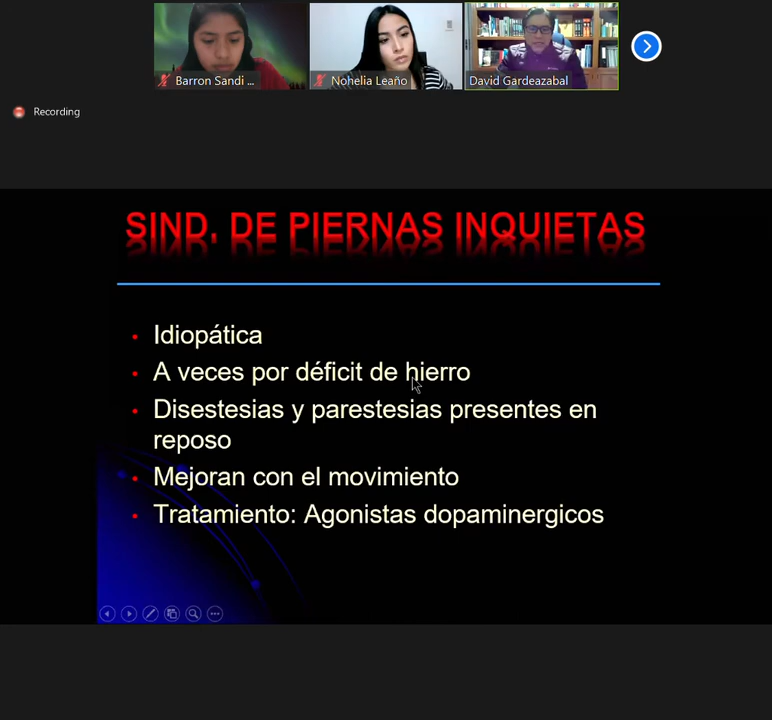 Barron Sandi ...
Nohelia Leaño
David Gardeazabal
Recording
SIND. DE PIERNAS INQUIETAS
• Idiopática
• A veces por déficit de hierro
• Disestesias y parestesias presentes en
reposo
• Mejoran con el movimiento
• Tratamiento: Agonistas dopaminergicos